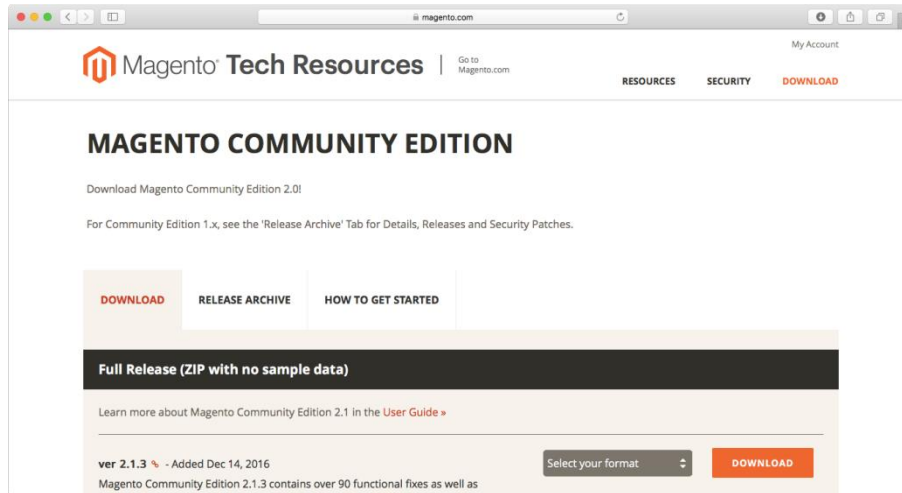 magento.com
My Account
Magento Tech Resources
Go to
Magento.com
RESOURCES SECURITY DOWNLOAD
MAGENTO COMMUNITY EDITION
Download Magento Community Edition 2.0!
For Community Edition 1.x, see the 'Release Archive' Tab for Details, Releases and Security Patches.
DOWNLOAD RELEASE ARCHIVE HOW TO GET STARTED
Full Release (ZIP with no sample data)
Learn more about Magento Community Edition 2.1 in the User Guide »
ver 2.1.3 - Added Dec 14, 2016
Select your format DOWNLOAD
Magento Community Edition 2.1.3 contains over 90 functional fixes as well as